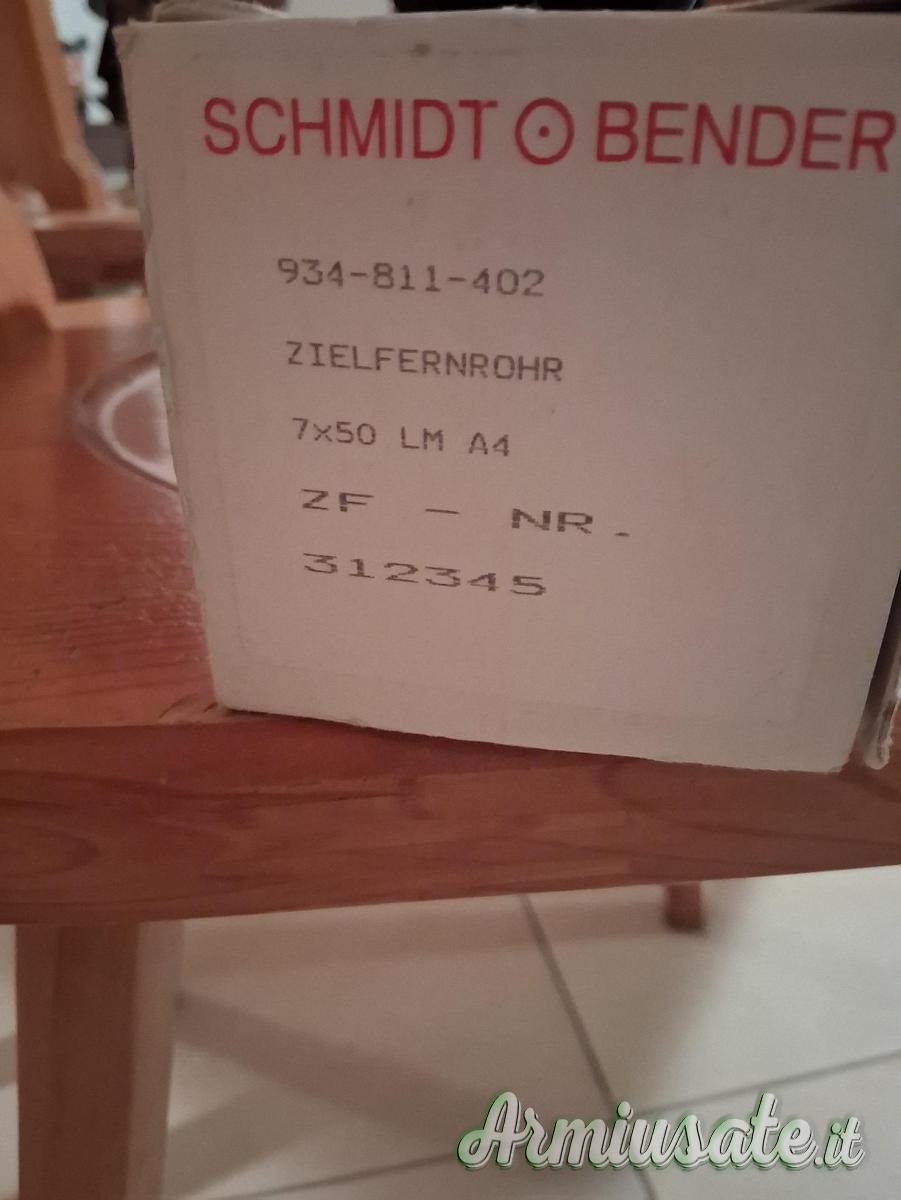 SCHMIDT BENDER
934-811-402
ZIELFERNROHR
7x50 LM A4
ZF - NR.
312345
Armiusate.it